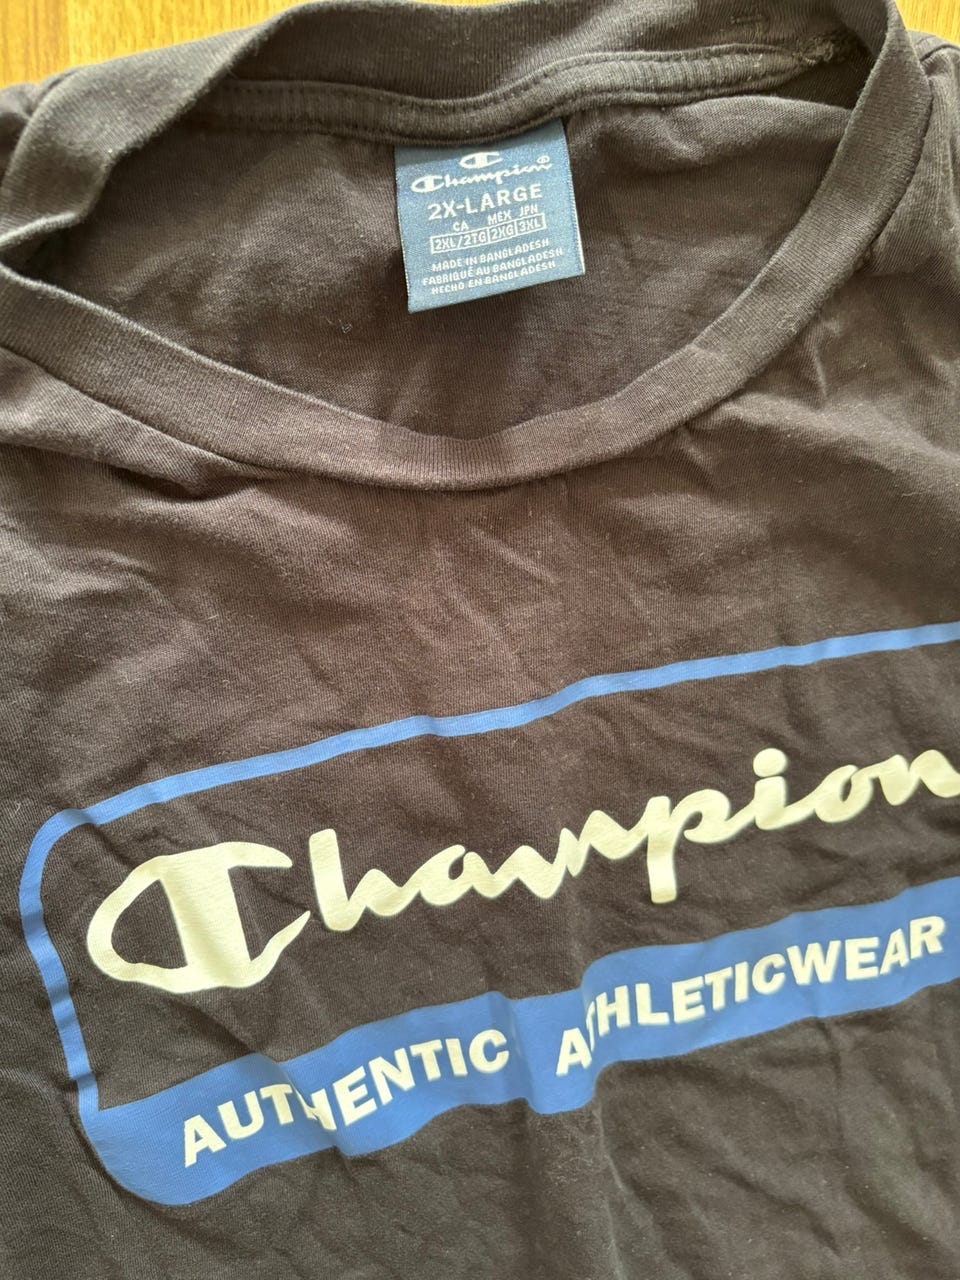 Champion®
2X-LARGE
CA MEX JPN
2XL/2TG 2XG 3XL
MADE IN BANGLADESH
FABRIQUÉ AU BANGLADESH
HECHO EN BANGLADESH
Champion
AUTHENTIC ATHLETICWEAR